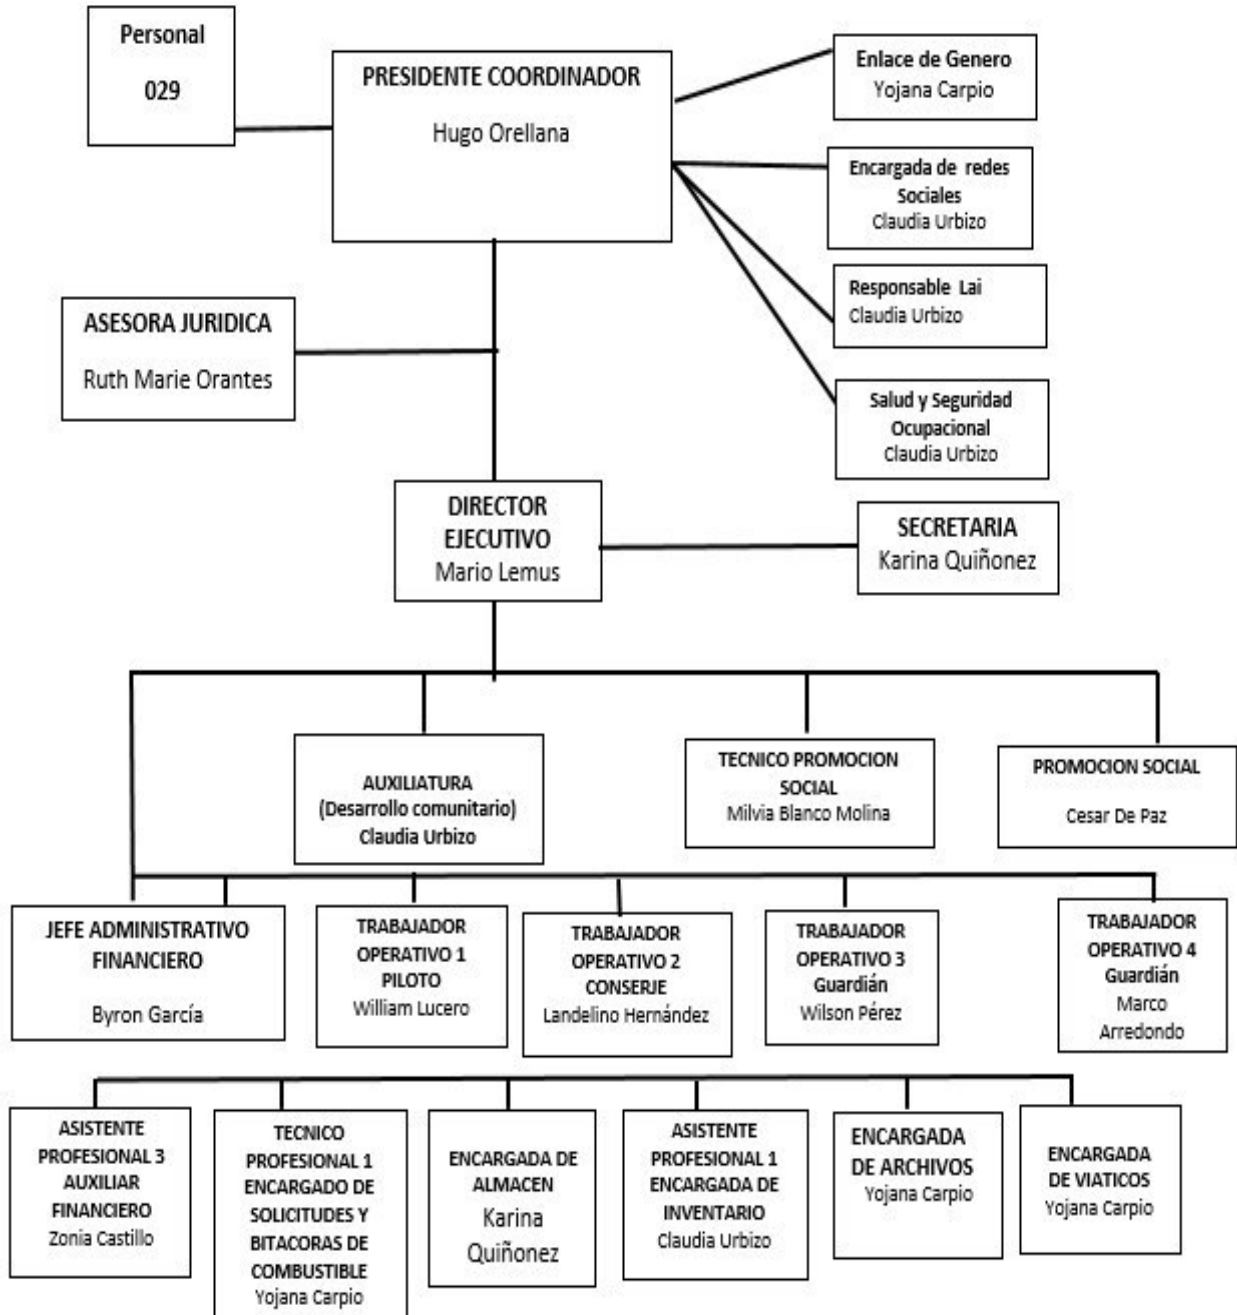 Personal
029
PRESIDENTE COORDINADOR
Hugo Orellana
Enlace de Genero
Yojana Carpio
Encargada de redes
Sociales
Claudia Urbizo
Responsable Lai
Claudia Urbizo
Salud y Seguridad
Ocupacional
Claudia Urbizo
ASESORA JURIDICA
Ruth Marie Orantes
DIRECTOR
EJECUTIVO
Mario Lemus
SECRETARIA
Karina Quiñonez
AUXILIATURA
(Desarrollo comunitario)
Claudia Urbizo
TECNICO PROMOCION
SOCIAL
Milvia Blanco Molina
PROMOCION SOCIAL
Cesar De Paz
JEFE ADMINISTRATIVO
FINANCIERO
Byron García
TRABAJADOR
OPERATIVO 1
PILOTO
William Lucero
TRABAJADOR
OPERATIVO 2
CONSERJE
Landelino Hernández
TRABAJADOR
OPERATIVO 3
Guardián
Wilson Pérez
TRABAJADOR
OPERATIVO 4
Guardián
Marco
Arredondo
ASISTENTE
PROFESIONAL 3
AUXILIAR
FINANCIERO
Zonia Castillo
TECNICO
PROFESIONAL 1
ENCARGADO DE
SOLICITUDES Y
BITACORAS DE
COMBUSTIBLE
Yojana Carpio
ENCARGADA DE
ALMACEN
Karina
Quiñonez
ASISTENTE
PROFESIONAL 1
ENCARGADA DE
INVENTARIO
Claudia Urbizo
ENCARGADA
DE ARCHIVOS
Yojana Carpio
ENCARGADA
DE VIATICOS
Yojana Carpio